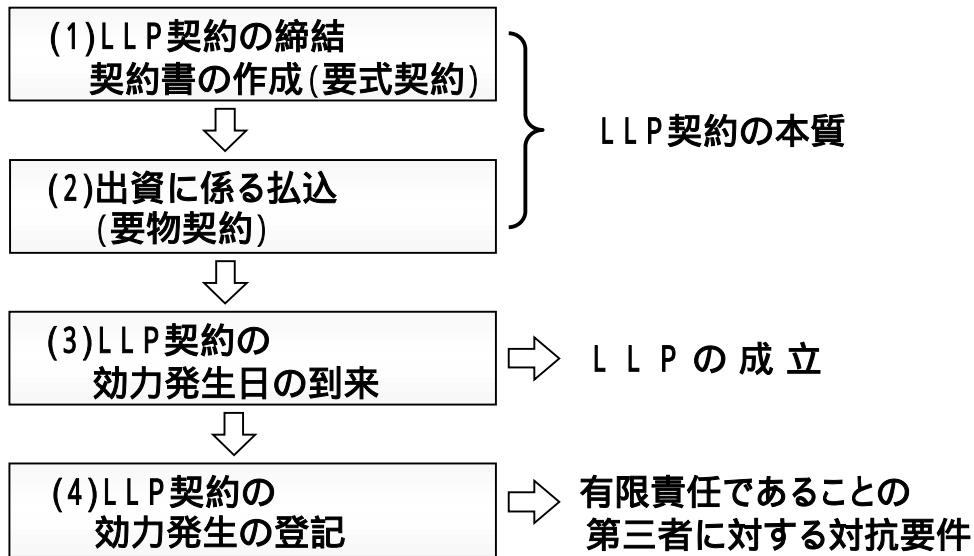 (1)LLP契約の締結
契約書の作成(要式契約)
LLP契約の本質
(2)出資に係る払込
(要物契約)
(3)LLP契約の
効力発生日の到来
LLPの成立
(4)LLP契約の
効力発生の登記
有限責任であることの
第三者に対する対抗要件